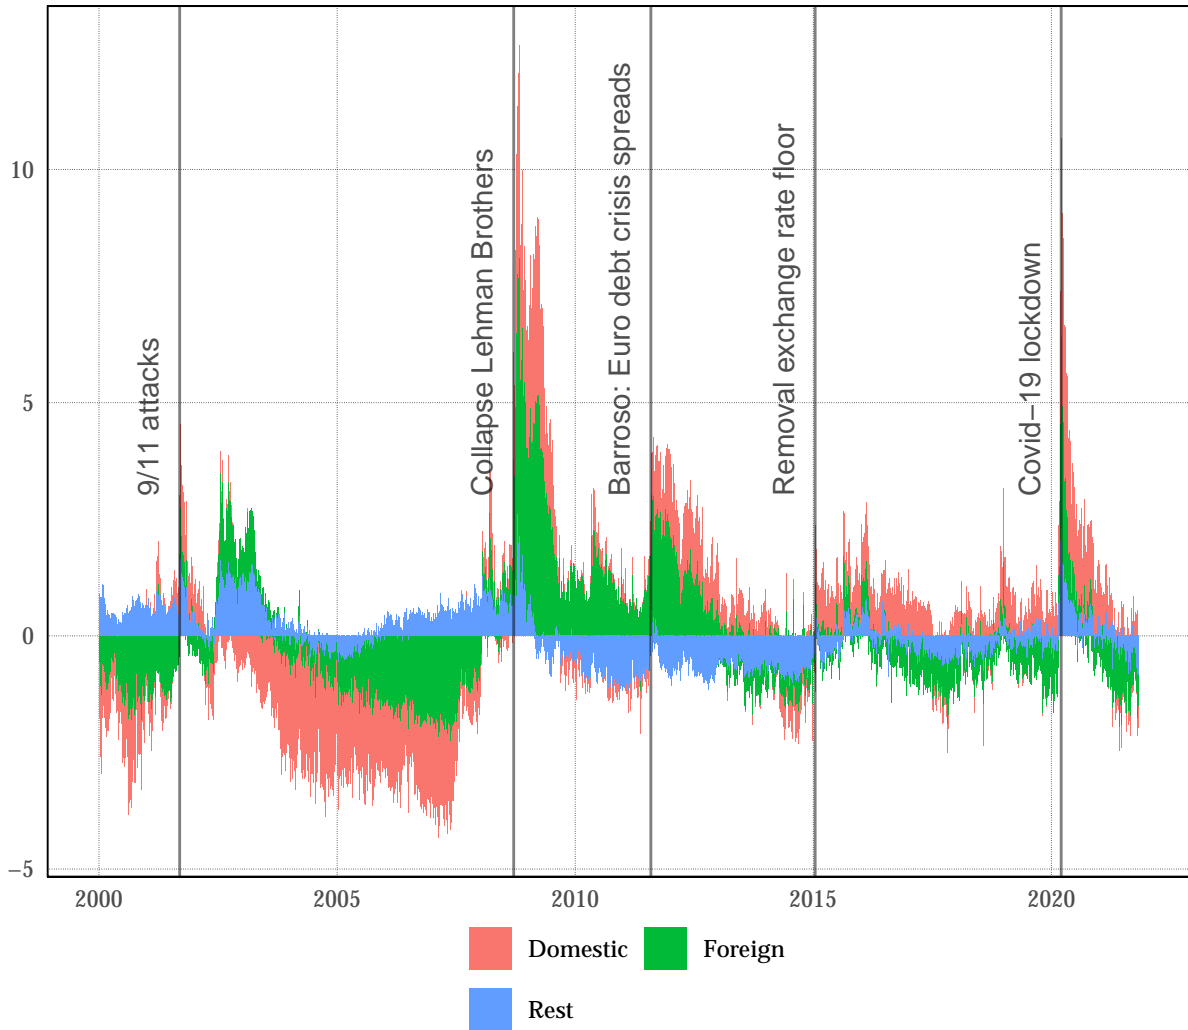 10
5
0
−5
9/11 attacks
Collapse Lehman Brothers
Barroso: Euro debt crisis spreads
Removal exchange rate floor
Covid−19 lockdown
2000 2005 2010 2015 2020
Domestic Foreign
Rest